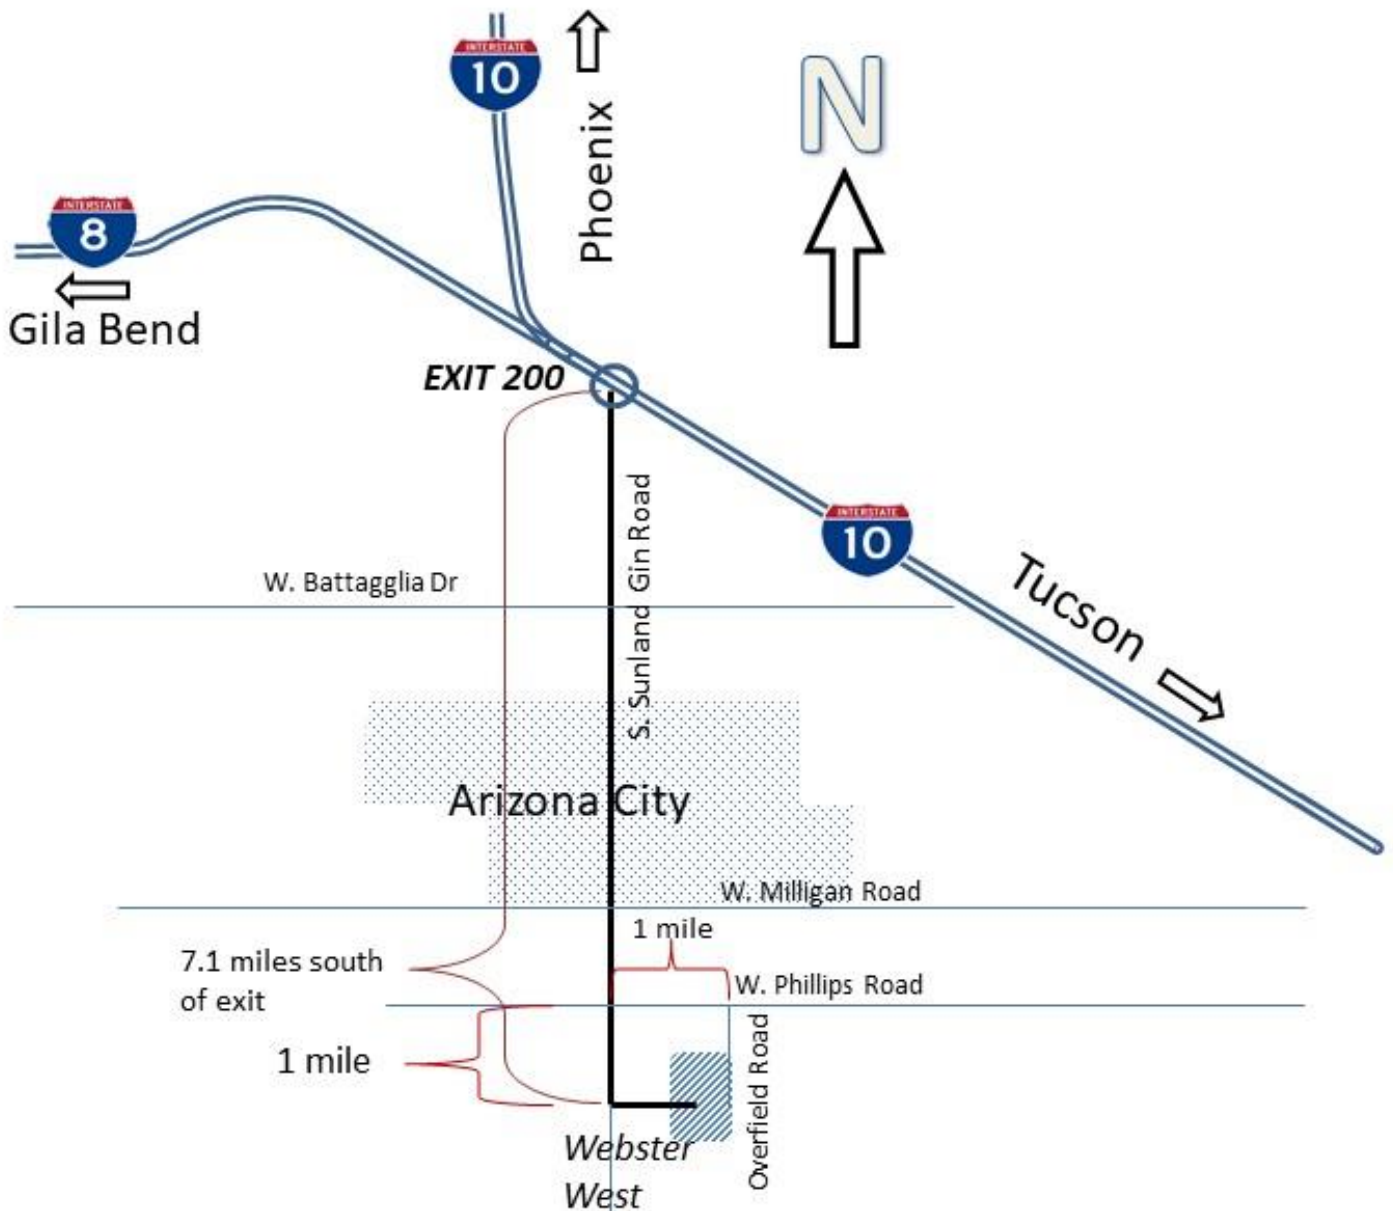 INTERSTATE
10
Phoenix
N
INTERSTATE
8
Gila Bend
EXIT 200
S. Sunland Gin Road
INTERSTATE
10
Tucson
W. Battagglia Dr
Arizona City
W. Milligan Road
1 mile
7.1 miles south
of exit
W. Phillips Road
1 mile
Overfield Road
Webster
West